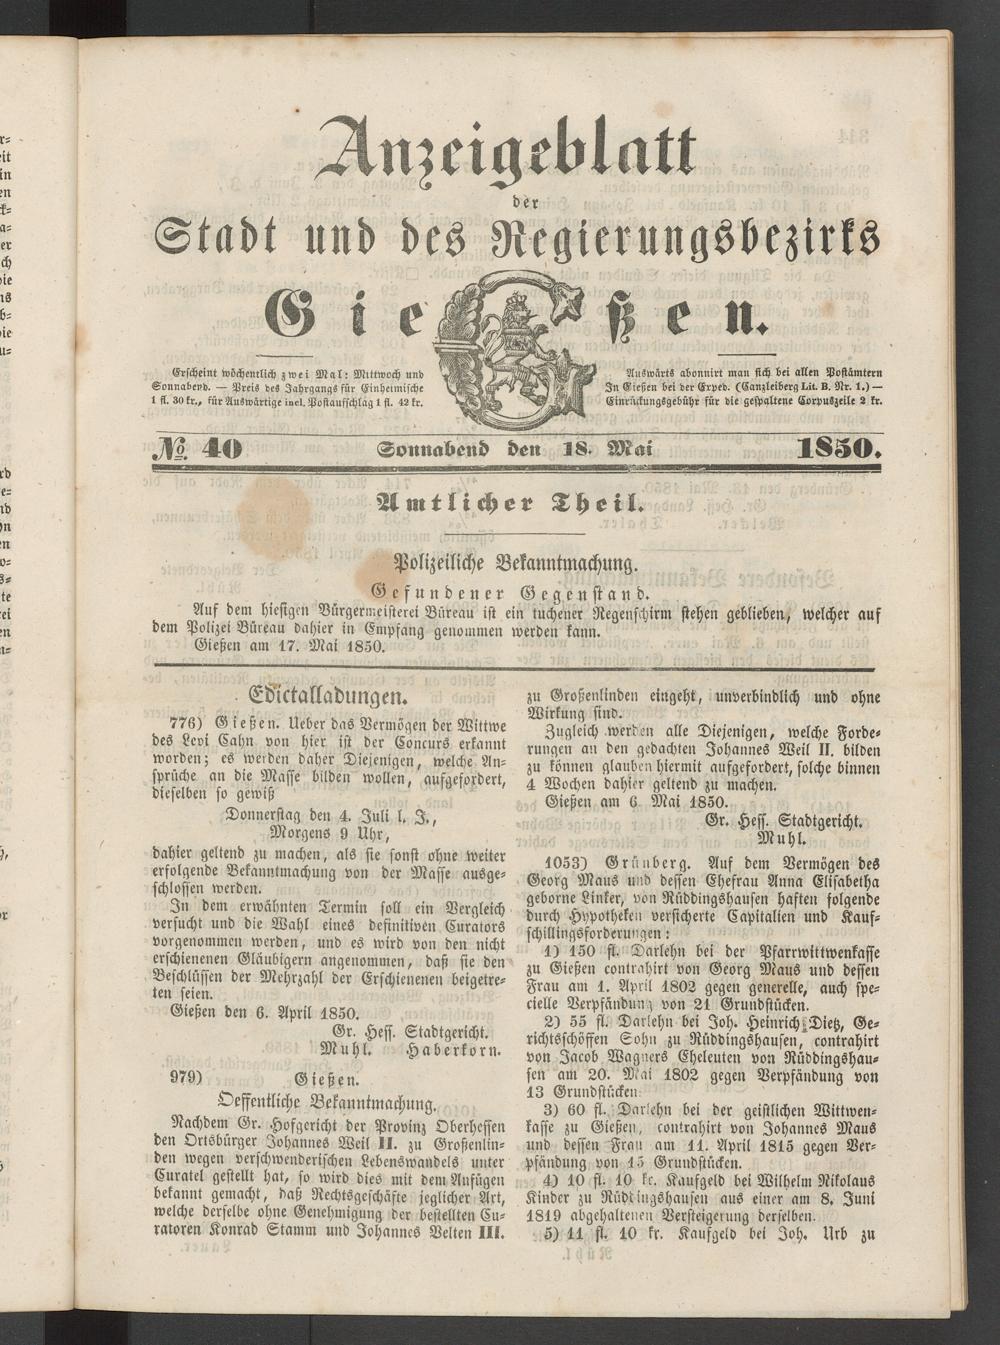 Anzeigeblatt
der
Stadt und des Regierungsbezirks
Gießen.
Erscheint wöchentlich zwei Mal: Mittwoch und
Sonnabend. — Preis des Jahrgangs für Einheimische
1 fl. 30 kr., für Auswärtige incl. Postaufschlag 1 fl. 42 kr.
Auswärts abonnirt man sich bei allen Postämtern
In Gießen bei der Exped. (Canzleiberg Lit. B. Nr. 1.) —
Einrückungsgebühr für die gespaltene Corpuszeile 2 kr.
No. 40 Sonnabend den 18. Mai 1850.
Amtlicher Theil.
Polizeiliche Bekanntmachung.
Gefundener Gegenstand.
Auf dem hiesigen Bürgermeisterei Büreau ist ein tuchener Regenschirm stehen geblieben, welcher auf
dem Polizei Büreau dahier in Empfang genommen werden kann.
Gießen am 17. Mai 1850.
Edictalladungen.
776) Gießen. Ueber das Vermögen der Wittwe
des Levi Cahn von hier ist der Concurs erkannt
worden; es werden daher Diejenigen, welche An-
sprüche an die Masse bilden wollen, aufgefordert,
dieselben so gewiß
Donnerstag den 4. Juli l. J.,
Morgens 9 Uhr,
dahier geltend zu machen, als sie sonst ohne weiter
erfolgende Bekanntmachung von der Masse ausge-
schlossen werden.
In dem erwähnten Termin soll ein Vergleich
versucht und die Wahl eines definitiven Curators
vorgenommen werden, und es wird von den nicht
erschienenen Gläubigern angenommen, daß sie den
Beschlüssen der Mehrzahl der Erschienenen beigetre-
ten seien.
Gießen den 6. April 1850.
Gr. Hess. Stadtgericht.
Muhl. Haberkorn.
979) Gießen.
Oeffentliche Bekanntmachung.
Nachdem Gr. Hofgericht der Provinz Oberhessen
den Ortsbürger Johannes Weil II. zu Großenlin-
den wegen verschwenderischen Lebenswandels unter
Curatel gestellt hat, so wird dies mit dem Anfügen
bekannt gemacht, daß Rechtsgeschäfte jeglicher Art,
welche derselbe ohne Genehmigung der bestellten Cu-
ratoren Konrad Stamm und Johannes Velten III.
zu Großenlinden eingeht, unverbindlich und ohne
Wirkung sind.
Zugleich werden alle Diejenigen, welche Forde-
rungen an den gedachten Johannes Weil II. bilden
zu können glauben hiermit aufgefordert, solche binnen
4 Wochen dahier geltend zu machen.
Gießen am 6. Mai 1850.
Gr. Hess. Stadtgericht.
Muhl.
1053) Grünberg. Auf dem Vermögen des
Georg Maus und dessen Ehefrau Anna Elisabetha
geborne Linker, von Rüddingshausen haften folgende
durch Hypotheken versicherte Capitalien und Kauf-
schillingsforderungen:
1) 150 fl. Darlehn bei der Pfarrwittwenkasse
zu Gießen contrahirt von Georg Maus und dessen
Frau am 1. April 1802 gegen generelle, auch spe-
cielle Verpfändung von 21 Grundstücken.
2) 55 fl. Darlehn bei Joh. Heinrich Dietz, Ge-
richtsschöffen Sohn zu Rüddingshausen, contrahirt
von Jacob Wagners Eheleuten von Rüddingshau-
sen am 20. Mai 1802 gegen Verpfändung von
13 Grundstücken.
3) 60 fl. Darlehn bei der geistlichen Wittwen-
kasse zu Gießen, contrahirt von Johannes Maus
und dessen Frau am 11. April 1815 gegen Ver-
pfändung von 15 Grundstücken.
4) 10 fl. 10 kr. Kaufgeld bei Wilhelm Nikolaus
Kinder zu Rüddingshausen aus einer am 8. Juni
1819 abgehaltenen Versteigerung derselben.
5) 11 fl. 10 kr. Kaufgeld bei Joh. Urb zu